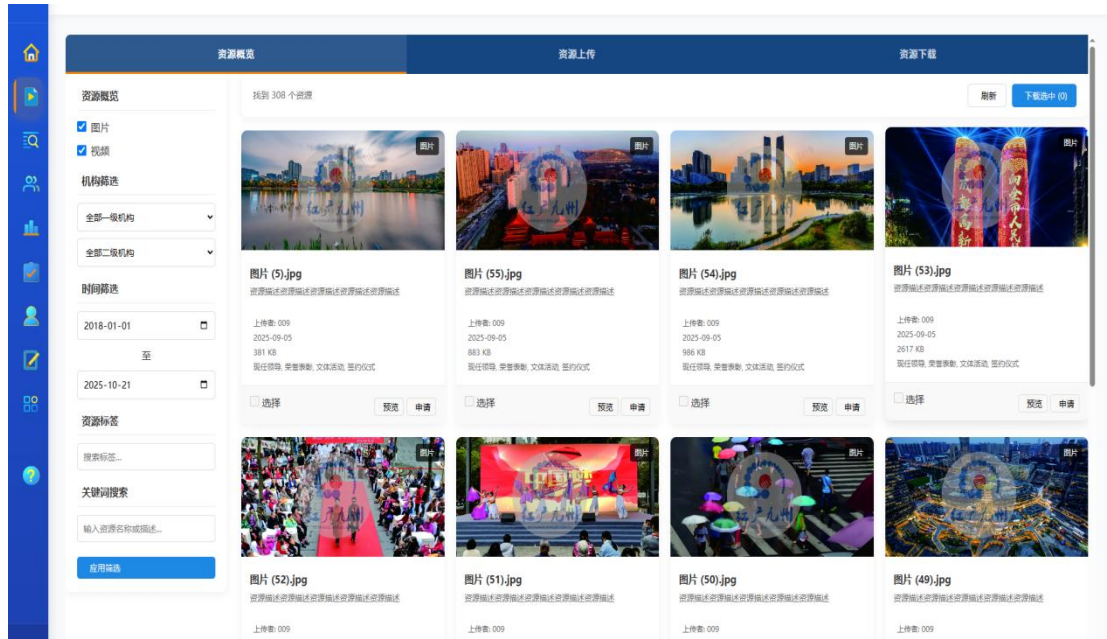 资源概览
资源上传
资源下载
资源概览
图片
视频
机构筛选
全部一级机构
全部二级机构
时间筛选
2018-01-01
至
2025-10-21
资源标签
搜索标签...
关键词搜索
输入资源名称或描述...
应用筛选
找到 308 个资源
刷新
下载选中 (0)
图片
红广九州
图片 (5).jpg
资源描述资源描述资源描述资源描述资源描述
上传者: 009
2025-09-05
381 KB
现任领导, 荣誉表彰, 文体活动, 签约仪式
选择
预览
申请
图片
红广九州
图片 (55).jpg
资源描述资源描述资源描述资源描述资源描述
上传者: 009
2025-09-05
883 KB
现任领导, 荣誉表彰, 文体活动, 签约仪式
选择
预览
申请
图片
红广九州
图片 (54).jpg
资源描述资源描述资源描述资源描述资源描述
上传者: 009
2025-09-05
986 KB
现任领导, 荣誉表彰, 文体活动, 签约仪式
选择
预览
申请
图片
图片 (53).jpg
资源描述资源描述资源描述资源描述资源描述
上传者: 009
2025-09-05
2617 KB
现任领导, 荣誉表彰, 文体活动, 签约仪式
选择
预览
申请
图片
图片 (52).jpg
资源描述资源描述资源描述资源描述资源描述
上传者: 009
图片
中国
图片 (51).jpg
资源描述资源描述资源描述资源描述资源描述
上传者: 009
图片
图片 (50).jpg
资源描述资源描述资源描述资源描述资源描述
上传者: 009
图片
图片 (49).jpg
资源描述资源描述资源描述资源描述资源描述
上传者: 009